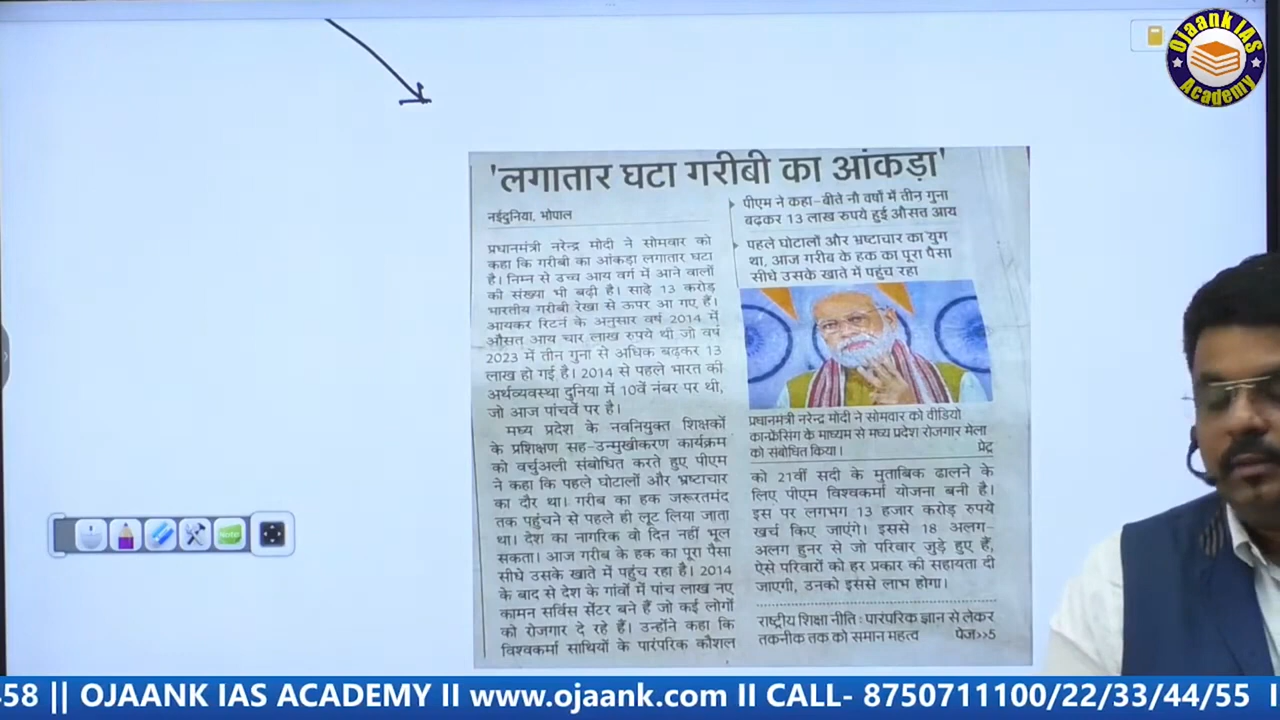 Ojaank IAS
Academy
'लगातार घटा गरीबी का आंकड़ा'
नईदुनिया, भोपाल
प्रधानमंत्री नरेन्द्र मोदी ने सोमवार को
कहा कि गरीबी का आंकड़ा लगातार घटा
है। निम्न से उच्च आय वर्ग में आने वालों
की संख्या भी बढ़ी है। साढ़े 13 करोड़
भारतीय गरीबी रेखा से ऊपर आ गए हैं।
आयकर रिटर्न के अनुसार वर्ष 2014 में
औसत आय चार लाख रुपये थी जो वर्ष
2023 में तीन गुना से अधिक बढ़कर 13
लाख हो गई है। 2014 से पहले भारत की
अर्थव्यवस्था दुनिया में 10वें नंबर पर थी,
जो आज पांचवें पर है।
मध्य प्रदेश के नवनियुक्त शिक्षकों
के प्रशिक्षण सह-उन्मुखीकरण कार्यक्रम
को वर्चुअली संबोधित करते हुए पीएम
ने कहा कि पहले घोटालों और भ्रष्टाचार
का दौर था। गरीब का हक जरूरतमंद
तक पहुंचने से पहले ही लूट लिया जाता
था। देश का नागरिक वो दिन नहीं भूल
सकता। आज गरीब के हक का पूरा पैसा
सीधे उसके खाते में पहुंच रहा है। 2014
के बाद से देश के गांवों में पांच लाख नए
कामन सर्विस सेंटर बने हैं जो कई लोगों
को रोजगार दे रहे हैं। उन्होंने कहा कि
विश्वकर्मा साथियों के पारंपरिक कौशल
पीएम ने कहा-बीते नौ वर्षों में तीन गुना
बढ़कर 13 लाख रुपये हुई औसत आय
पहले घोटालों और भ्रष्टाचार का युग
था, आज गरीब के हक का पूरा पैसा
सीधे उसके खाते में पहुंच रहा
प्रधानमंत्री नरेन्द्र मोदी ने सोमवार को वीडियो
कान्फ्रेंसिंग के माध्यम से मध्य प्रदेश रोजगार मेला
को संबोधित किया। प्रेट्र
को 21वीं सदी के मुताबिक ढालने के
लिए पीएम विश्वकर्मा योजना बनी है।
इस पर लगभग 13 हजार करोड़ रुपये
खर्च किए जाएंगे। इससे 18 अलग-
अलग हुनर से जो परिवार जुड़े हुए हैं,
ऐसे परिवारों को हर प्रकार की सहायता दी
जाएगी, उनको इससे लाभ होगा।
राष्ट्रीय शिक्षा नीति : पारंपरिक ज्ञान से लेकर
तकनीक तक को समान महत्व पेज>>5
58 || OJAANK IAS ACADEMY II www.ojaank.com II CALL- 8750711100/22/33/44/55